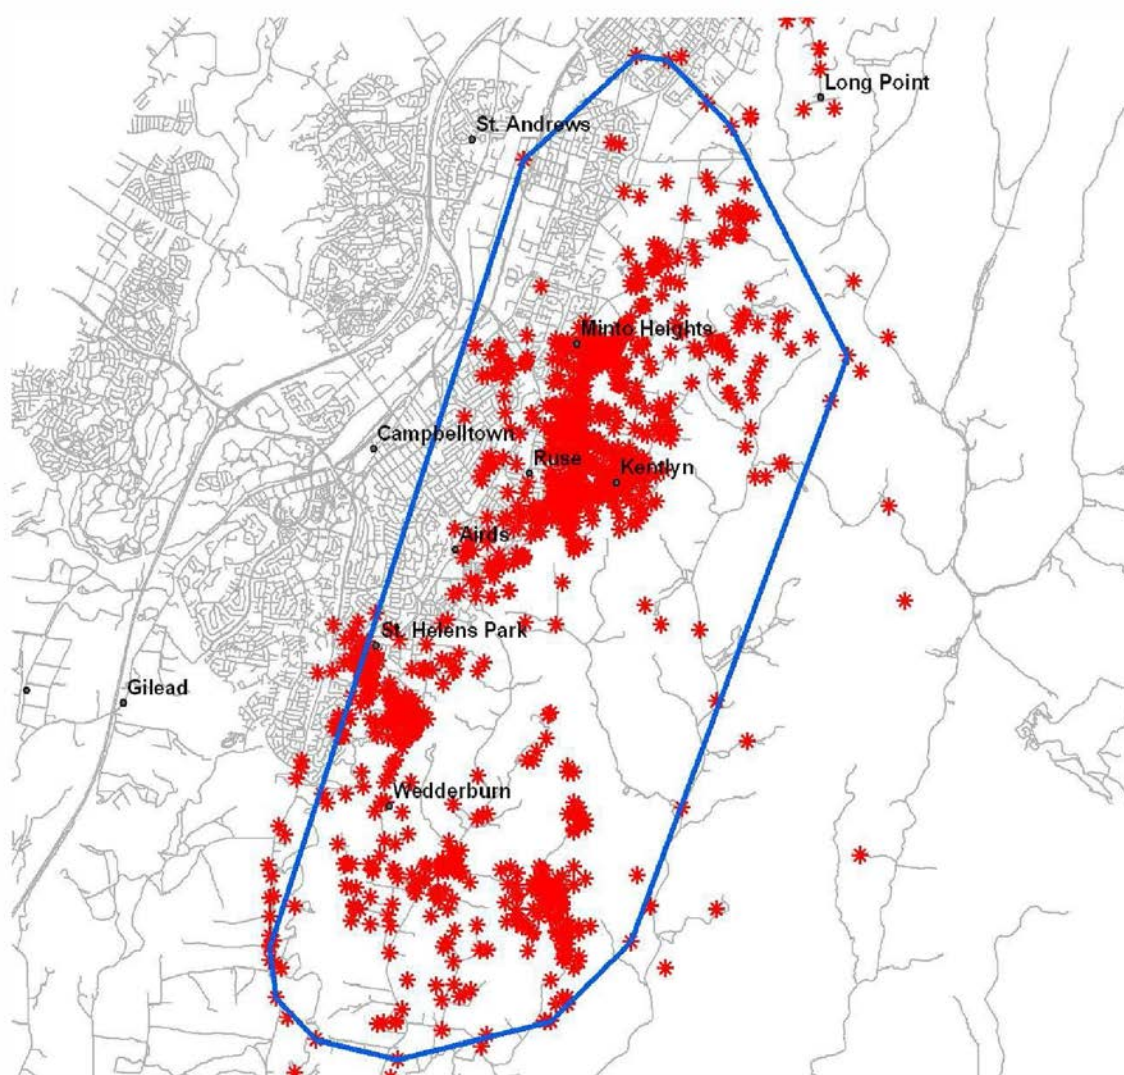 Long Point
St. Andrews
Minto Heights
Campbelltown
Ruse
Kentlyn
Airds
St. Helens Park
Gilead
Wedderburn